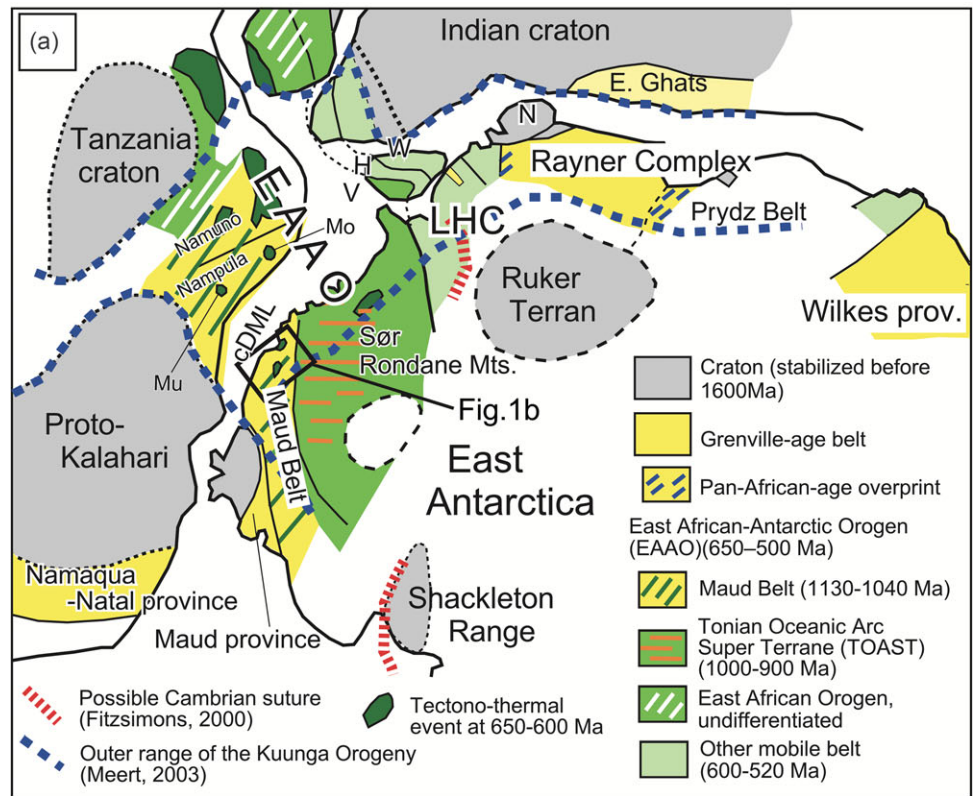 (a)
Indian craton
E. Ghats
Tanzania
craton
N
W
H
V
Rayner Complex
EAAO
LHC
Prydz Belt
Namuno
Mo
Nampula
Ruker
Terran
Wilkes prov.
cDML
Sør
Rondane Mts.
Mu
Fig.1b
Proto-
Kalahari
Maud Belt
East
Antarctica
Namaqua
-Natal province
Maud province
Shackleton
Range
Craton (stabilized before
1600Ma)
Grenville-age belt
Pan-African-age overprint
East African-Antarctic Orogen
(EAAO)(650–500 Ma)
Maud Belt (1130-1040 Ma)
Tonian Oceanic Arc
Super Terrane (TOAST)
(1000-900 Ma)
East African Orogen,
undifferentiated
Other mobile belt
(600-520 Ma)
Possible Cambrian suture
(Fitzsimons, 2000)
Outer range of the Kuunga Orogeny
(Meert, 2003)
Tectono-thermal
event at 650-600 Ma